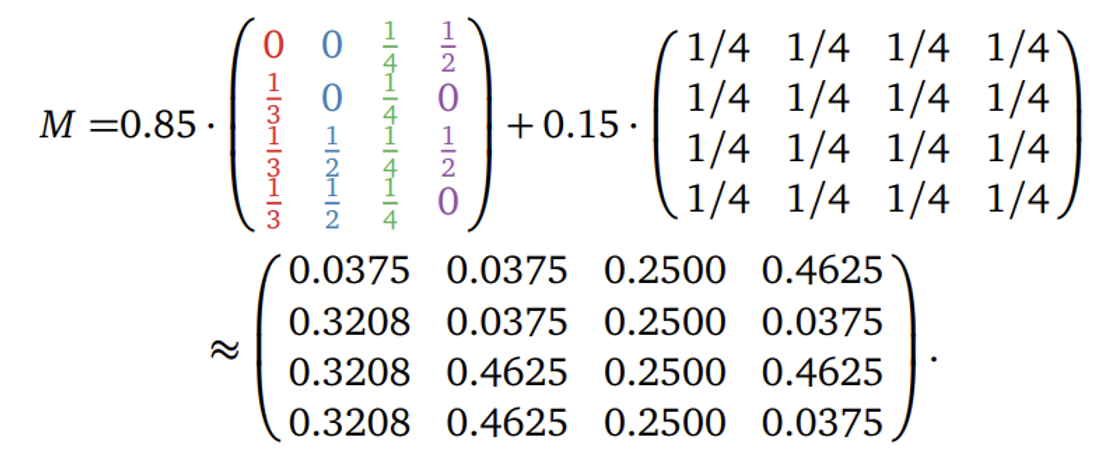 M =0.85 · ( 0 0 1/4 1/2 ) + 0.15 · ( 1/4 1/4 1/4 1/4 )
( 1/3 0 1/4 0 ) ( 1/4 1/4 1/4 1/4 )
( 1/3 1/2 1/4 1/2 ) ( 1/4 1/4 1/4 1/4 )
( 1/3 1/2 1/4 0 ) ( 1/4 1/4 1/4 1/4 )
≈ ( 0.0375 0.0375 0.2500 0.4625 )
( 0.3208 0.0375 0.2500 0.0375 )
( 0.3208 0.4625 0.2500 0.4625 )
( 0.3208 0.4625 0.2500 0.0375 ) .